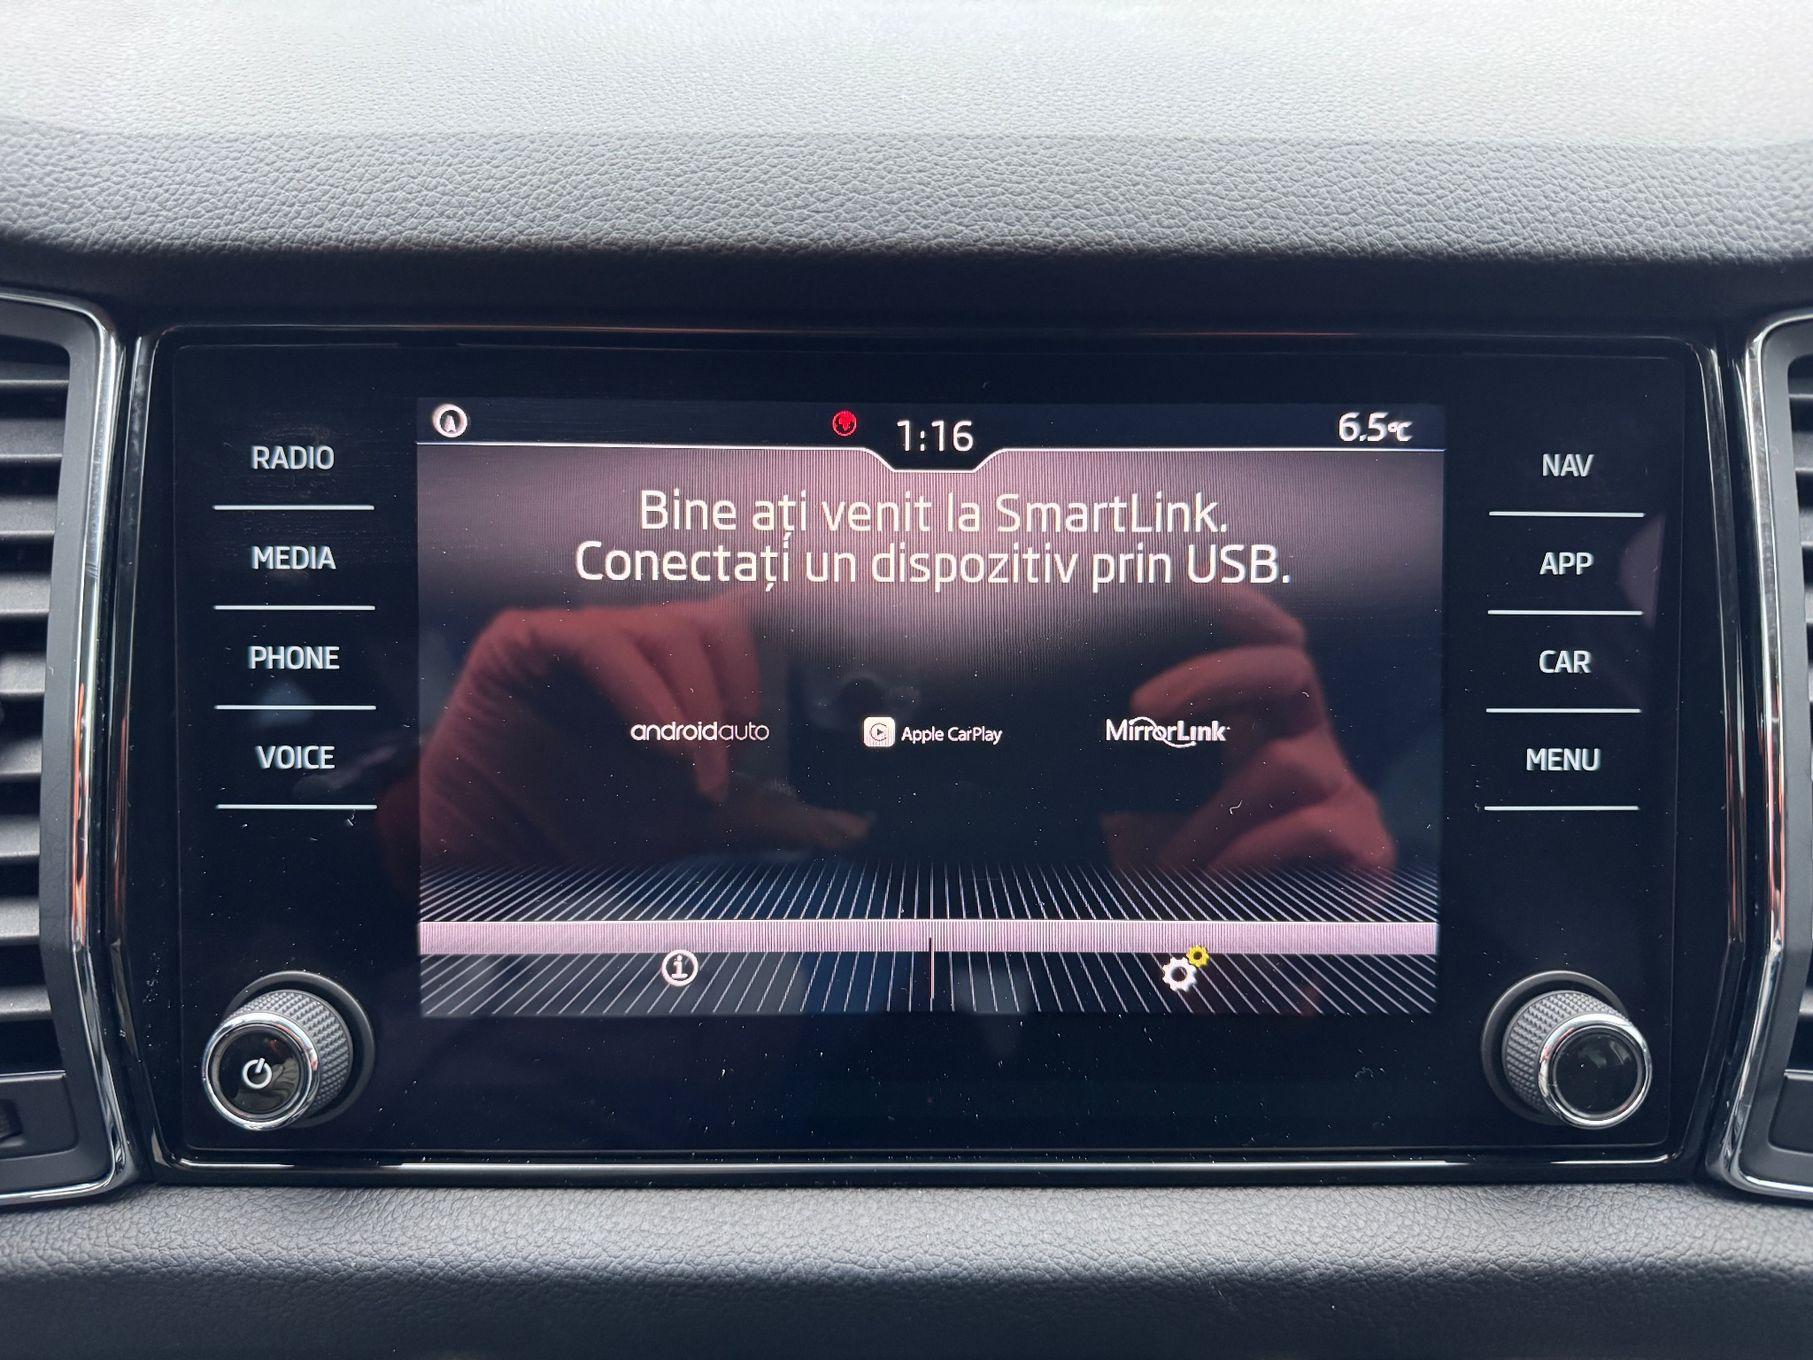 1:16
6.5°C
RADIO
MEDIA
PHONE
VOICE
Bine ați venit la SmartLink.
Conectați un dispozitiv prin USB.
androidauto
Apple CarPlay
MirrorLink
NAV
APP
CAR
MENU